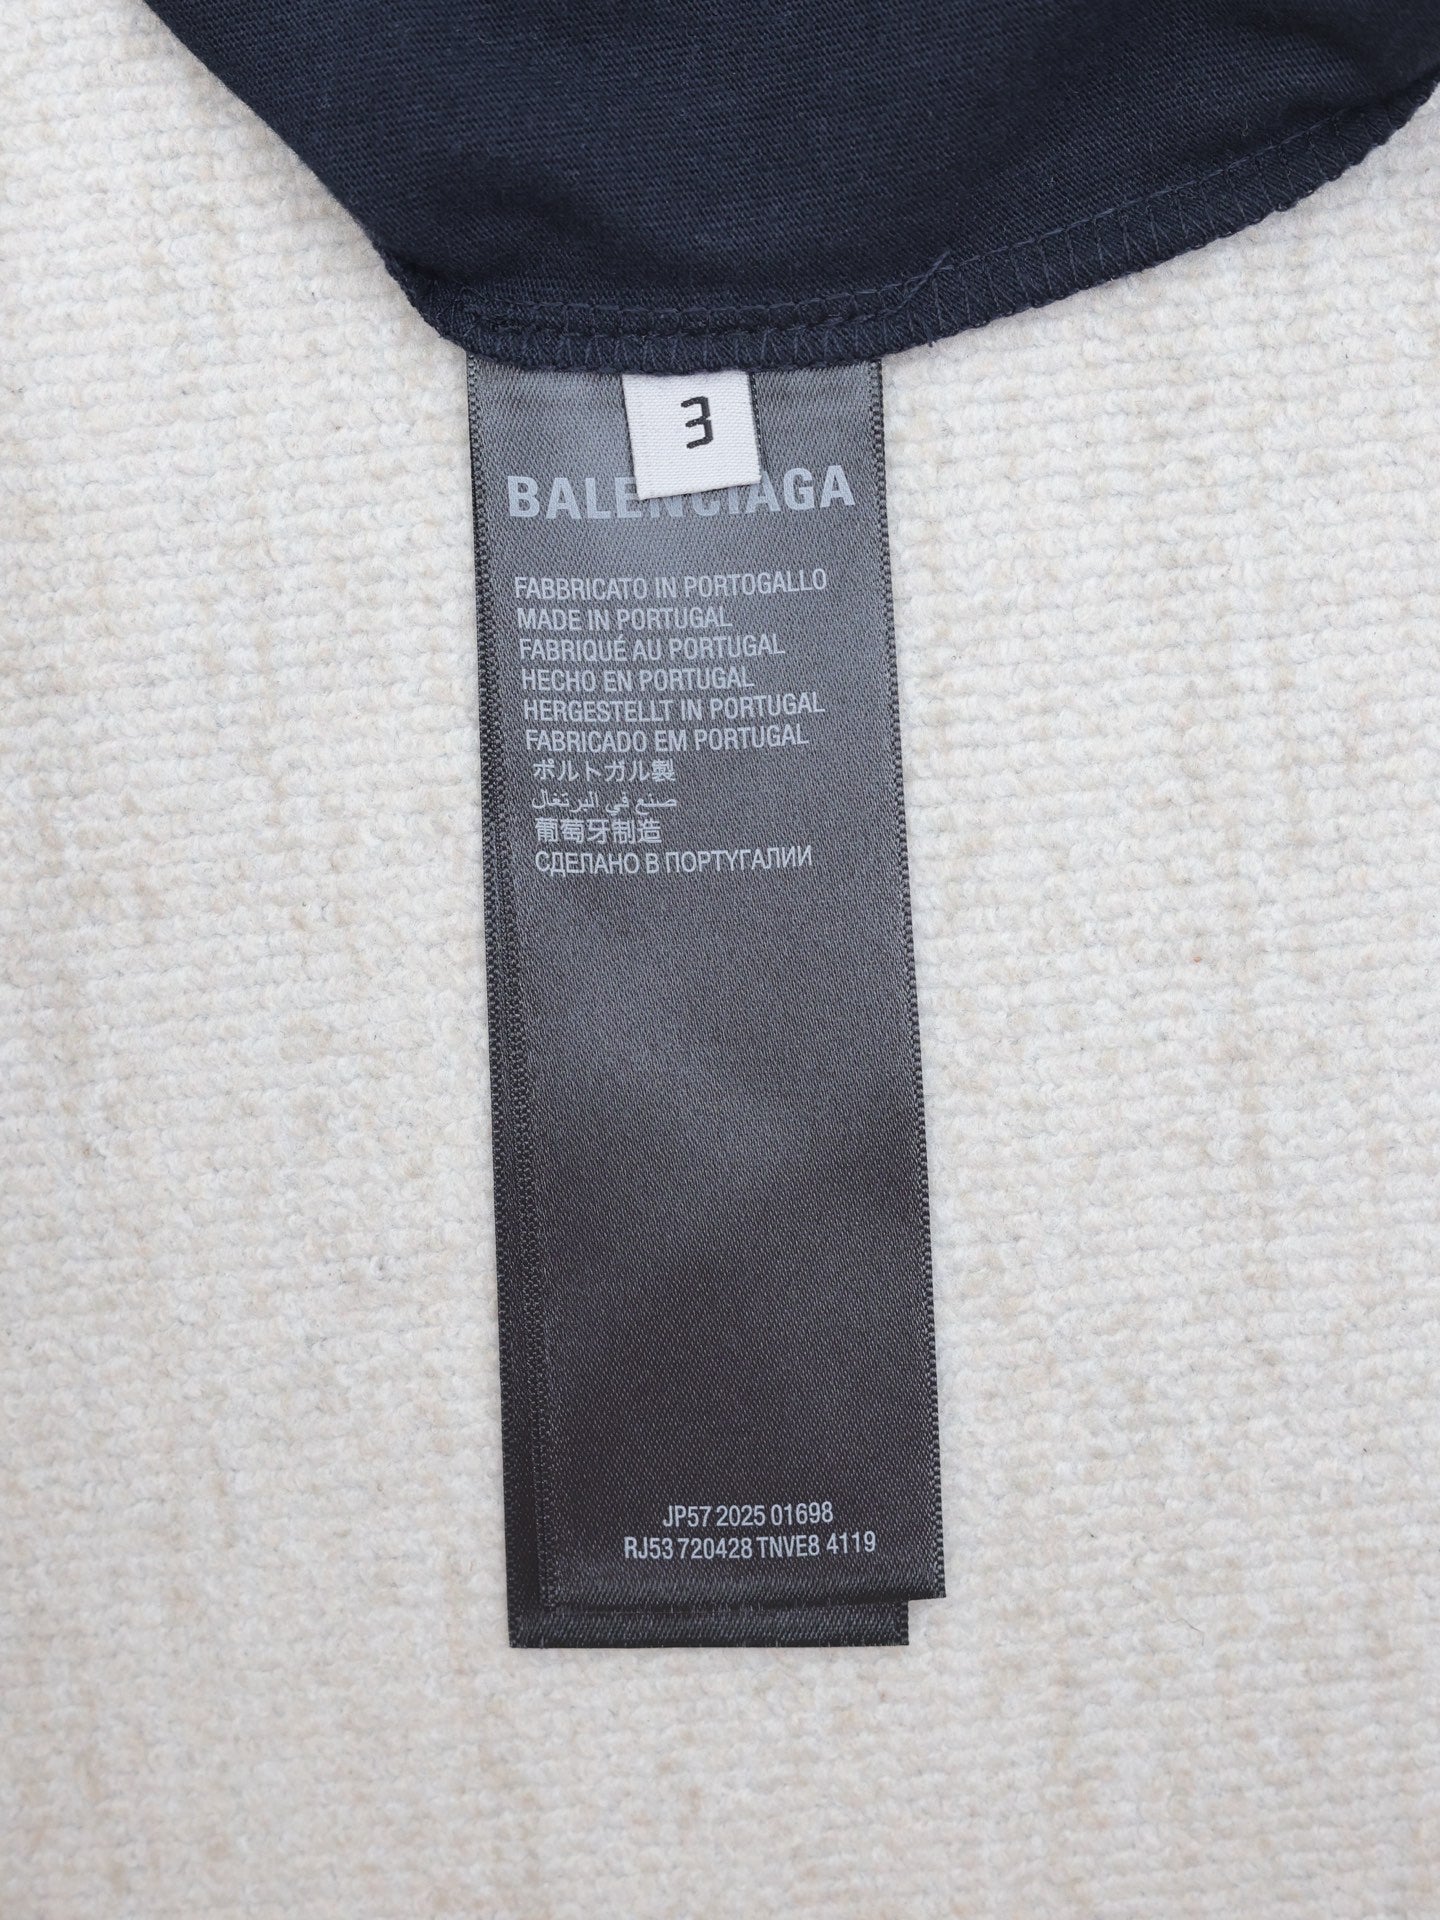 3
BALENCIAGA
FABBRICATO IN PORTOGALLO
MADE IN PORTUGAL
FABRIQUÉ AU PORTUGAL
HECHO EN PORTUGAL
HERGESTELLT IN PORTUGAL
FABRICADO EM PORTUGAL
ポルトガル製
صنع في البرتغال
葡萄牙制造
СДЕЛАНО В ПОРТУГАЛИИ
JP57 2025 01698
RJ53 720428 TNVE8 4119